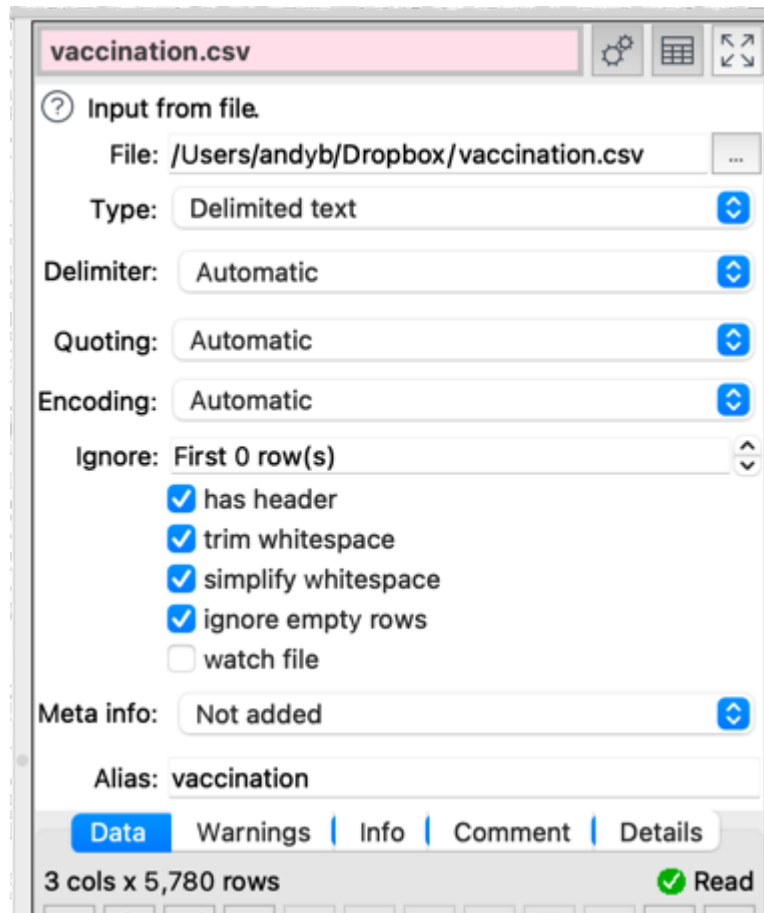 vaccination.csv
? Input from file.
File: /Users/andyb/Dropbox/vaccination.csv ...
Type: Delimited text
Delimiter: Automatic
Quoting: Automatic
Encoding: Automatic
Ignore: First 0 row(s)
has header
trim whitespace
simplify whitespace
ignore empty rows
watch file
Meta info: Not added
Alias: vaccination
Data Warnings Info Comment Details
3 cols x 5,780 rows Read